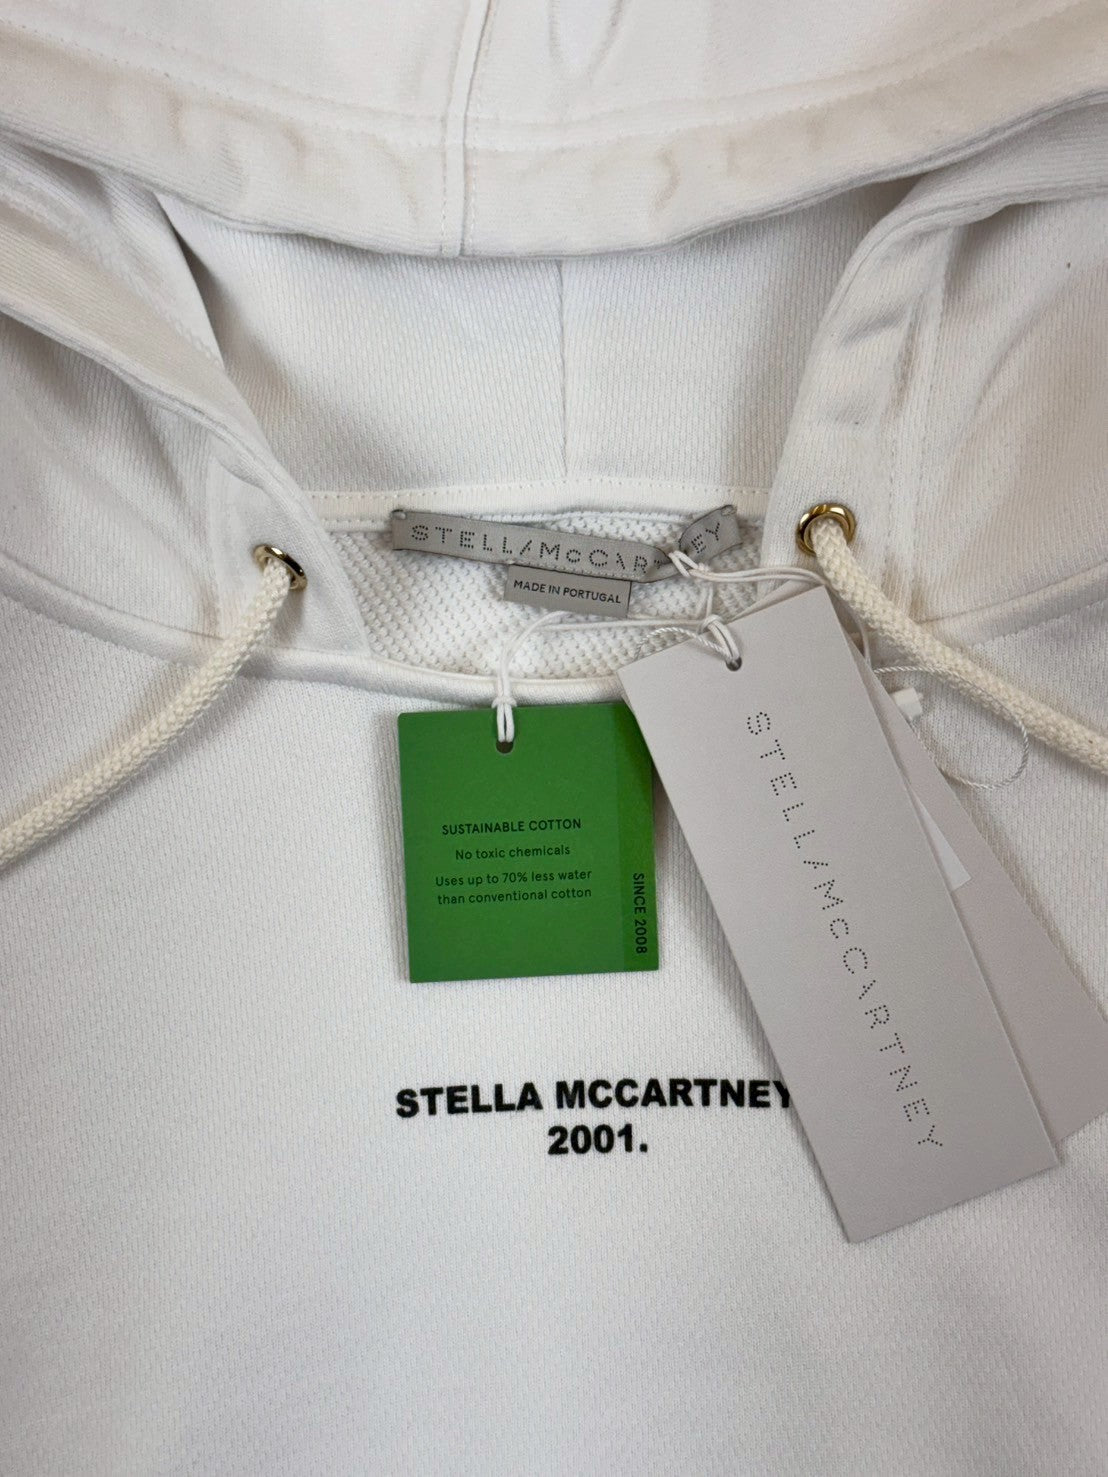 STELLA McCARTNEY
MADE IN PORTUGAL
SUSTAINABLE COTTON
No toxic chemicals
Uses up to 70% less water
than conventional cotton
SINCE 2008
STELLA McCARTNEY
STELLA MCCARTNEY
2001.